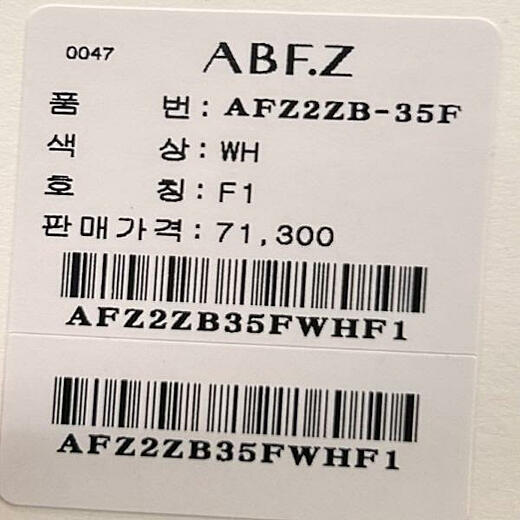 0047 ABF.Z
품 번 : AFZ2ZB-35F
색 상 : WH
호 칭 : F1
판매가격 : 71,300
AFZ2ZB35FWHF1
AFZ2ZB35FWHF1